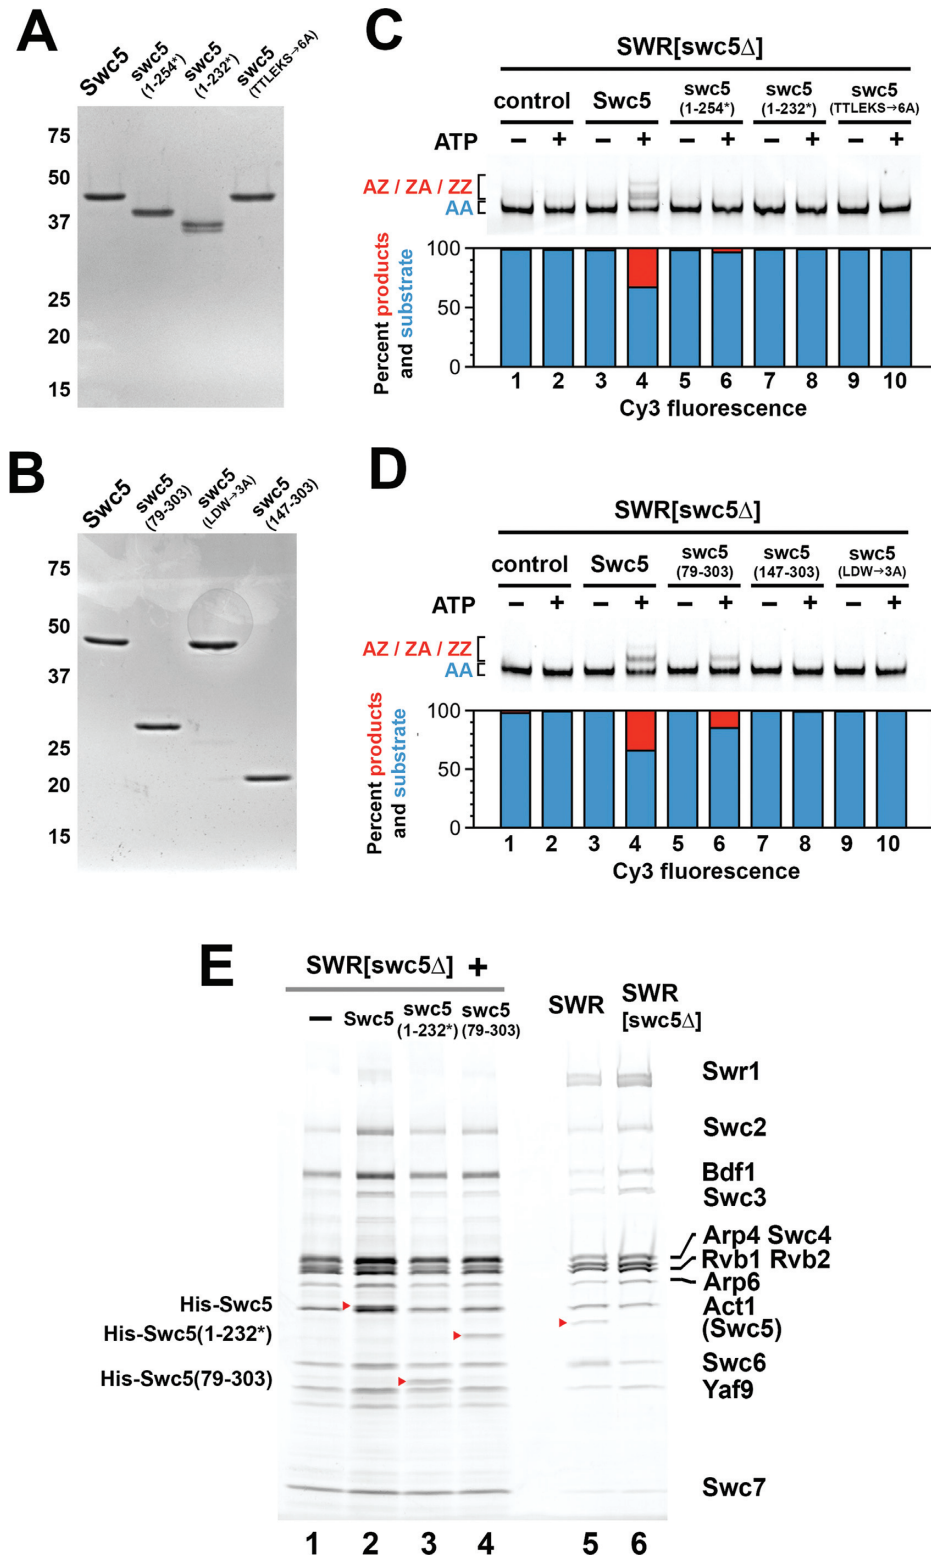 A
Swc5
swc5
(1-254*)
swc5
(1-232*)
swc5
(TTLEKS→6A)
75
50
37
25
20
15
B
Swc5
swc5
(79-303)
swc5
(LDW→3A)
swc5
(147-303)
75
50
37
25
20
15
C
SWR[swc5Δ]
control Swc5 swc5 swc5 swc5
(1-254*) (1-232*) (TTLEKS→6A)
ATP − + − + − + − + − +
AZ / ZA / ZZ
AA
Percent products
and substrate
100
50
0
1 2 3 4 5 6 7 8 9 10
Cy3 fluorescence
D
SWR[swc5Δ]
control Swc5 swc5 swc5 swc5
(79-303) (147-303) (LDW→3A)
ATP − + − + − + − + − +
AZ / ZA / ZZ
AA
Percent products
and substrate
100
50
0
1 2 3 4 5 6 7 8 9 10
Cy3 fluorescence
E
SWR[swc5Δ] +
− Swc5 swc5 swc5
(1-232*) (79-303)
SWR SWR
[swc5Δ]
Swr1
Swc2
Bdf1
Swc3
Arp4 Swc4
Rvb1 Rvb2
Arp6
His-Swc5
Act1
(Swc5)
His-Swc5(1-232*)
Swc6
His-Swc5(79-303)
Yaf9
Swc7
1 2 3 4 5 6